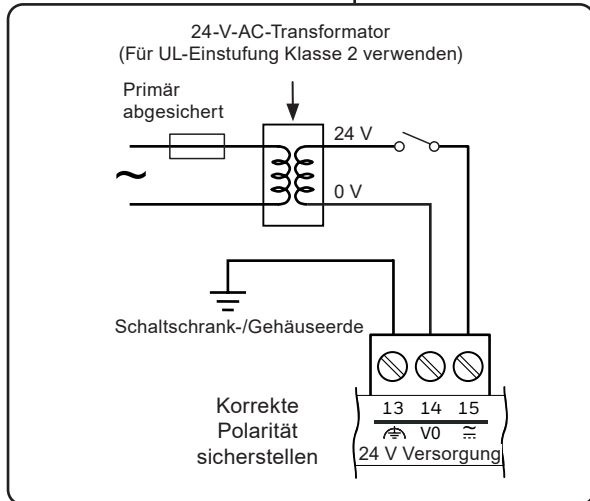 24-V-AC-Transformator
(Für UL-Einstufung Klasse 2 verwenden)
Primär
abgesichert
24 V
~
0 V
Schaltschrank-/Gehäuseerde
Korrekte
Polarität
sicherstellen
13 14 15
V0
24 V Versorgung